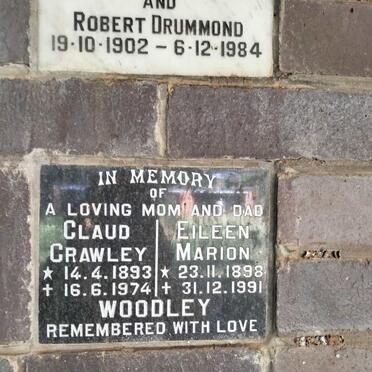 AND
ROBERT DRUMMOND
19·10·1902 - 6·12·1984
IN MEMORY
OF
A LOVING MOM AND DAD
CLAUD EILEEN
CRAWLEY MARION
★ 14.4.1893 ★ 23.11.1898
✝ 16.6.1974 ✝ 31.12.1991
WOODLEY
REMEMBERED WITH LOVE